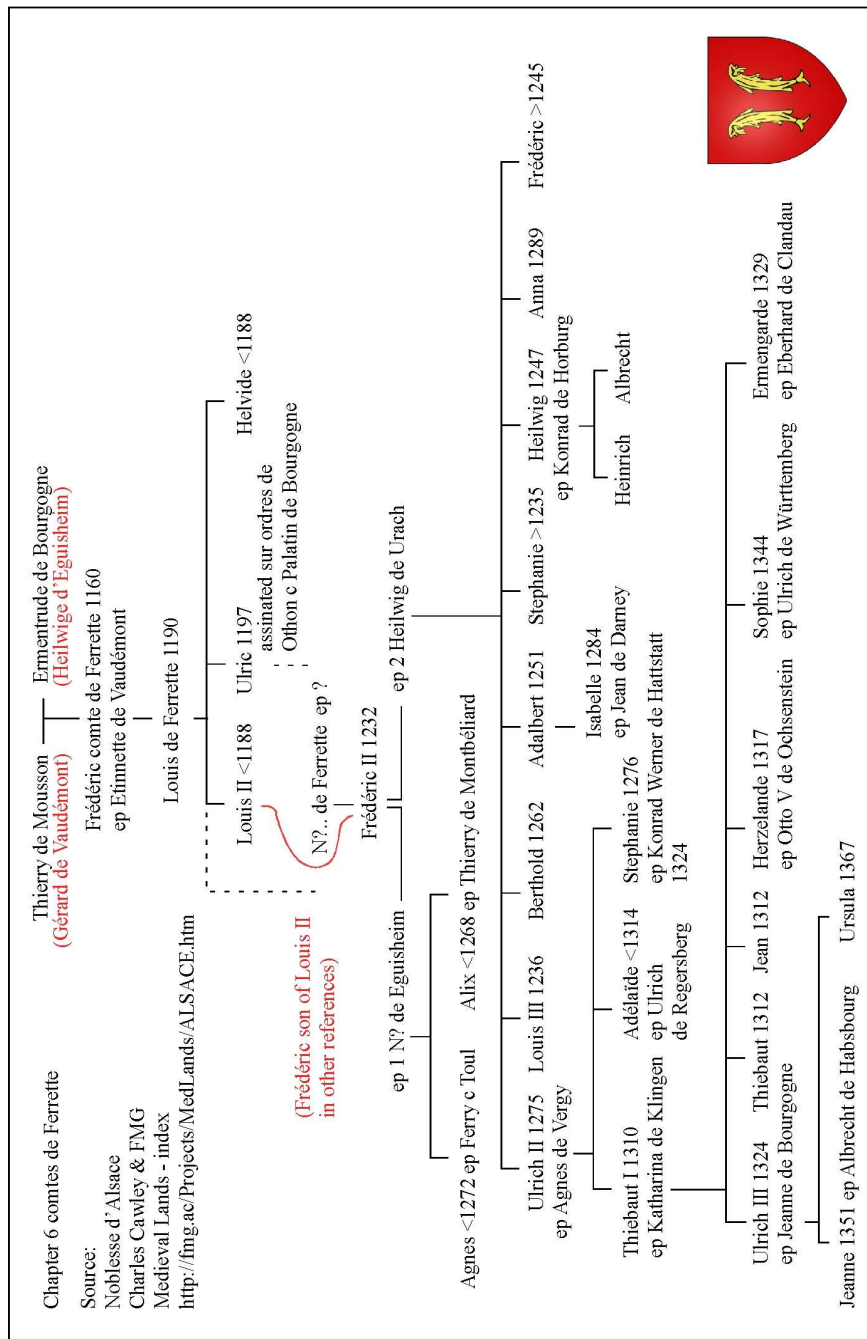 Chapter 6 comtes de Ferrette
Source:
Noblesse d'Alsace
Charles Cawley & FMG
Medieval Lands - index
http://fmg.ac/Projects/MedLands/ALSACE.htm
Thierry de Mousson
(Gérard de Vaudémont)
Ermentrude de Bourgogne
(Heilwige d'Eguisheim)
Frédéric comte de Ferrette 1160
ep Etinnette de Vaudémont
Louis de Ferrette 1190
Louis II <1188
Ulric 1197
assinated sur ordres de
Othon c Palatin de Bourgogne
Helvide <1188
N?.. de Ferrette ep ?
(Frédéric son of Louis II
in other references)
Frédéric II 1232
ep 1 N? de Eguisheim
ep 2 Heilwig de Urach
Agnes <1272 ep Ferry c Toul
Alix <1268 ep Thierry de Montbéliard
Ulrich II 1275
ep Agnes de Vergy
Louis III 1236
Berthold 1262
Adalbert 1251
Stephanie >1235
Heilwig 1247
ep Konrad de Horburg
Anna 1289
Frédéric >1245
Isabelle 1284
ep Jean de Darney
Heinrich
Albrecht
Thiebaut I 1310
ep Katharina de Klingen
Adélaïde <1314
ep Ulrich
de Regersberg
Stephanie 1276
ep Konrad Werner de Hattstatt
1324
Ulrich III 1324
ep Jeanne de Bourgogne
Thiebaut 1312
Jean 1312
Herzelande 1317
ep Otto V de Ochsenstein
Sophie 1344
ep Ulrich de Württemberg
Ermengarde 1329
ep Eberhard de Clandau
Jeanne 1351 ep Albrecht de Habsbourg
Ursula 1367